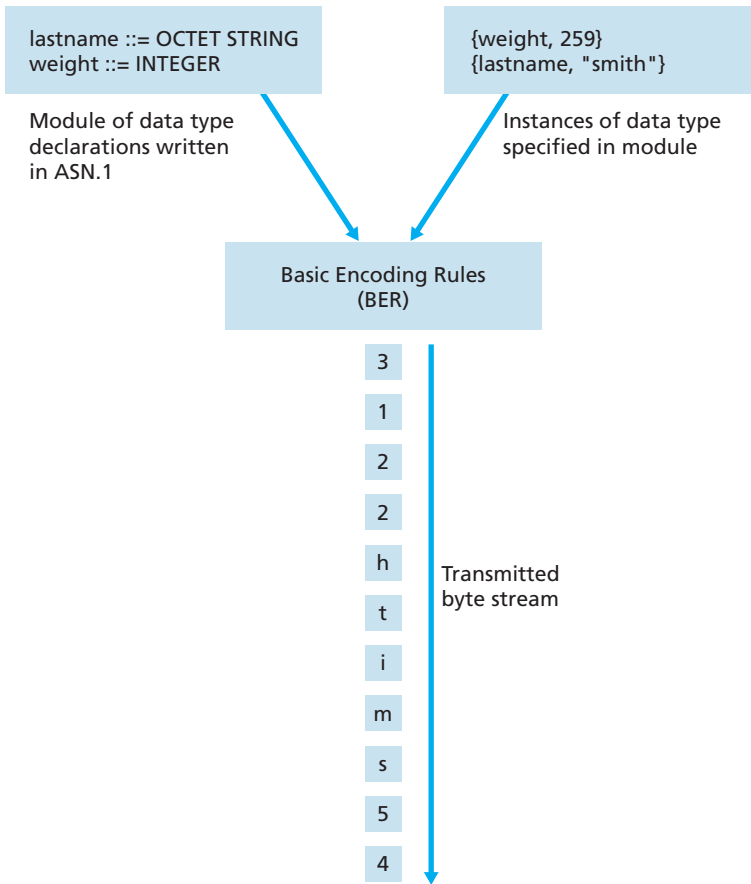 lastname ::= OCTET STRING
weight ::= INTEGER
{weight, 259}
{lastname, "smith"}
Module of data type
declarations written
in ASN.1
Instances of data type
specified in module
Basic Encoding Rules
(BER)
3
1
2
2
h
t
i
m
s
5
4
Transmitted
byte stream